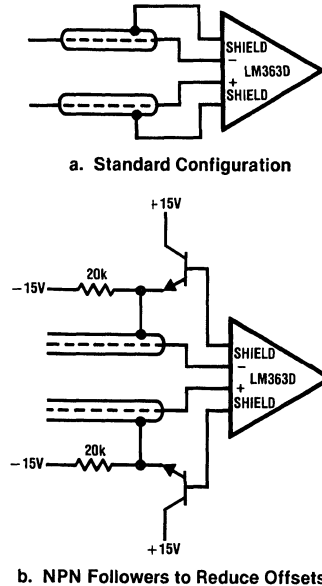 SHIELD
−
LM363D
+
SHIELD
a. Standard Configuration
+15V
20k
−15V
SHIELD
−
LM363D
+
SHIELD
20k
−15V
+15V
b. NPN Followers to Reduce Offsets